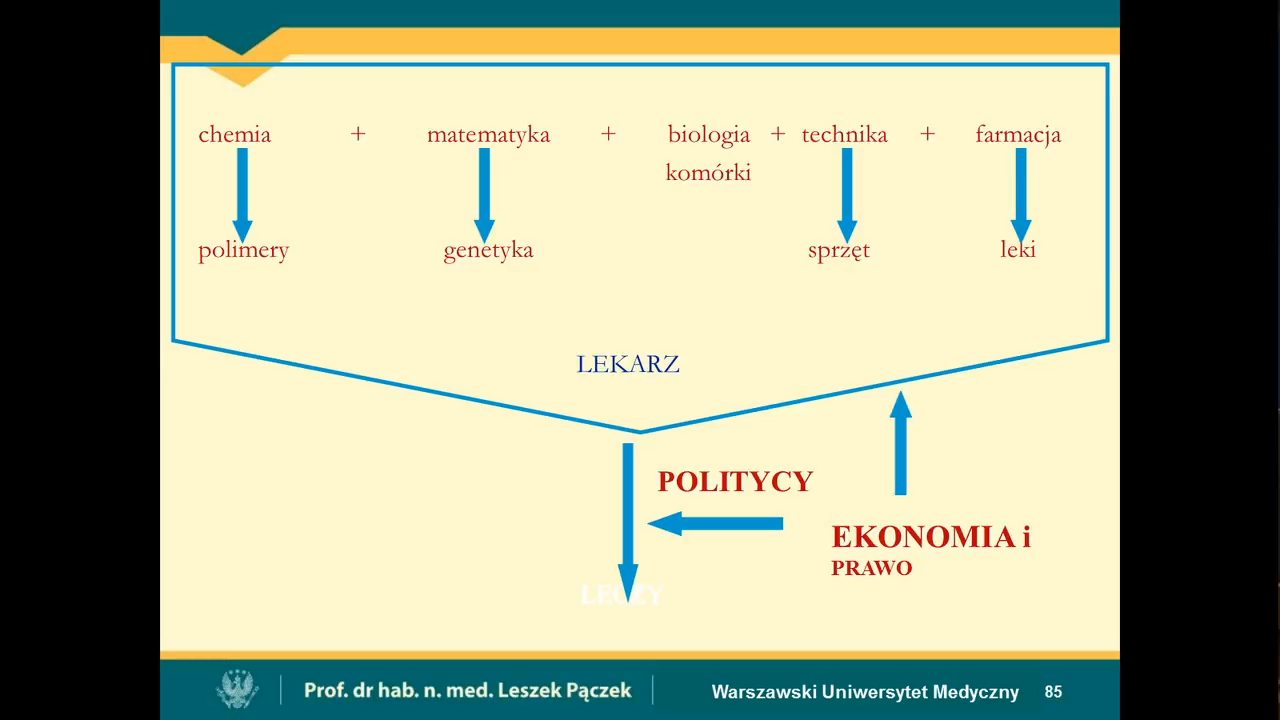 chemia + matematyka + biologia + technika + farmacja
komórki
polimery genetyka sprzęt leki
LEKARZ
POLITYCY
EKONOMIA i
PRAWO
LECZY
Prof. dr hab. n. med. Leszek Pączek Warszawski Uniwersytet Medyczny 85